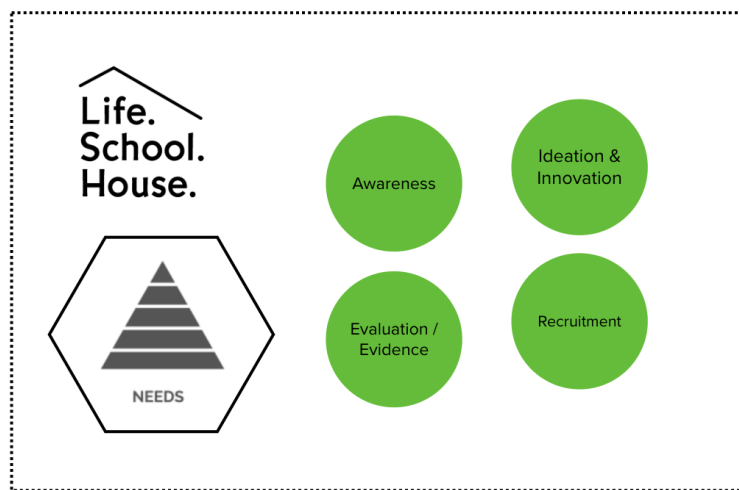 Life.
School.
House.
NEEDS
Awareness
Ideation &
Innovation
Evaluation /
Evidence
Recruitment